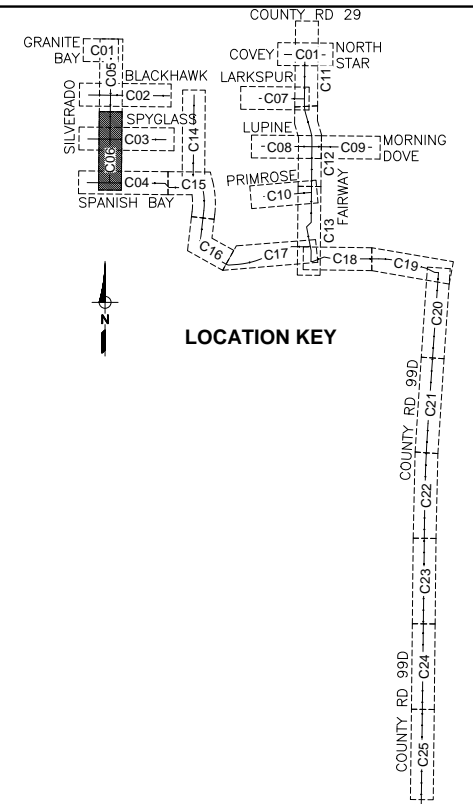 COUNTY RD 29
GRANITE
BAY
C01
C05
COVEY
C01
NORTH
STAR
C11
BLACKHAWK
LARKSPUR
SILVERADO
C02
C07
C14
SPYGLASS
LUPINE
C03
C06
C08
C12
C09
MORNING
DOVE
PRIMROSE
C04
C15
C10
FAIRWAY
SPANISH BAY
C13
C16
C17
C18
C19
C20
N
LOCATION KEY
COUNTY RD 99D
C21
C22
C23
COUNTY RD 99D
C24
C25